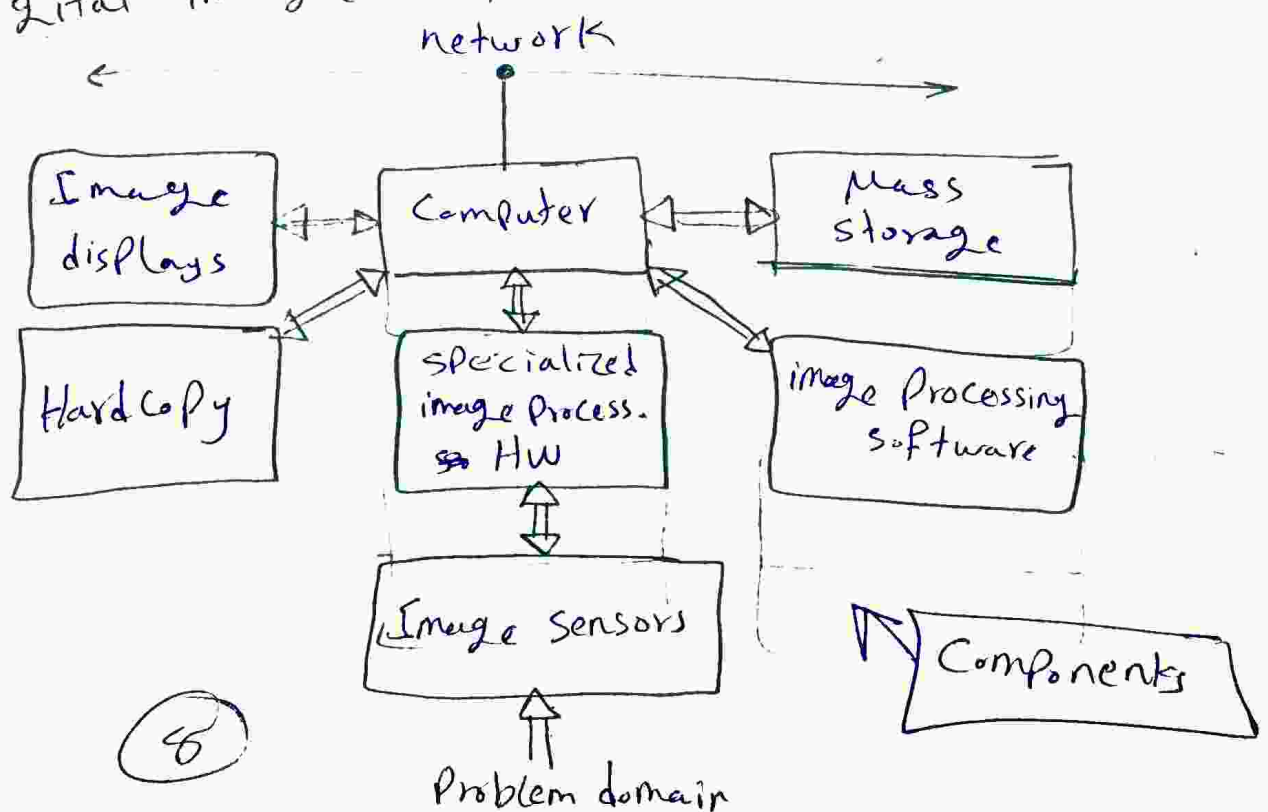 network
Image
displays
Computer
Mass
storage
Hard Copy
specialized
image Process.
HW
image Processing
software
Image Sensors
Components
8
Problem domain